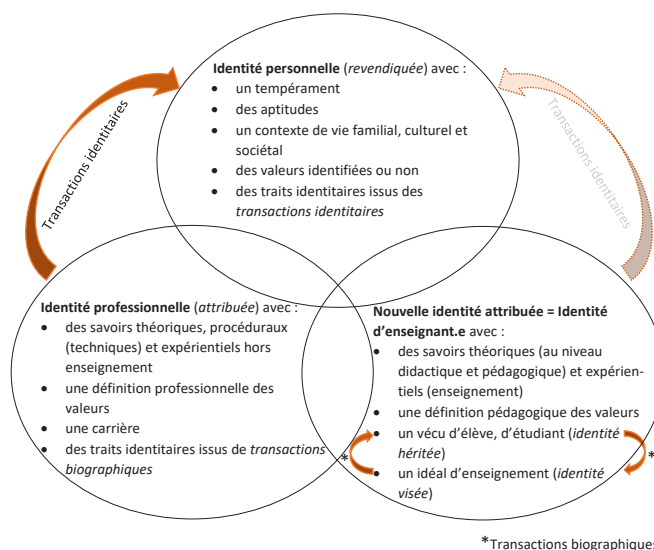 Identité personnelle (revendiquée) avec :
• un tempérament
• des aptitudes
• un contexte de vie familial, culturel et
sociétal
• des valeurs identifiées ou non
• des traits identitaires issus des
transactions identitaires
Transactions identitaires
Transactions identitaires
Identité professionnelle (attribuée) avec :
• des savoirs théoriques, procéduraux
(techniques) et expérientiels hors
enseignement
• une définition professionnelle des
valeurs
• une carrière
• des traits identitaires issus de transactions
biographiques
Nouvelle identité attribuée = Identité
d'enseignant.e avec :
• des savoirs théoriques (au niveau
didactique et pédagogique) et expérien-
tiels (enseignement)
• une définition pédagogique des valeurs
• un vécu d'élève, d'étudiant (identité
héritée)
• un idéal d'enseignement (identité
visée)
*
*
*Transactions biographiques